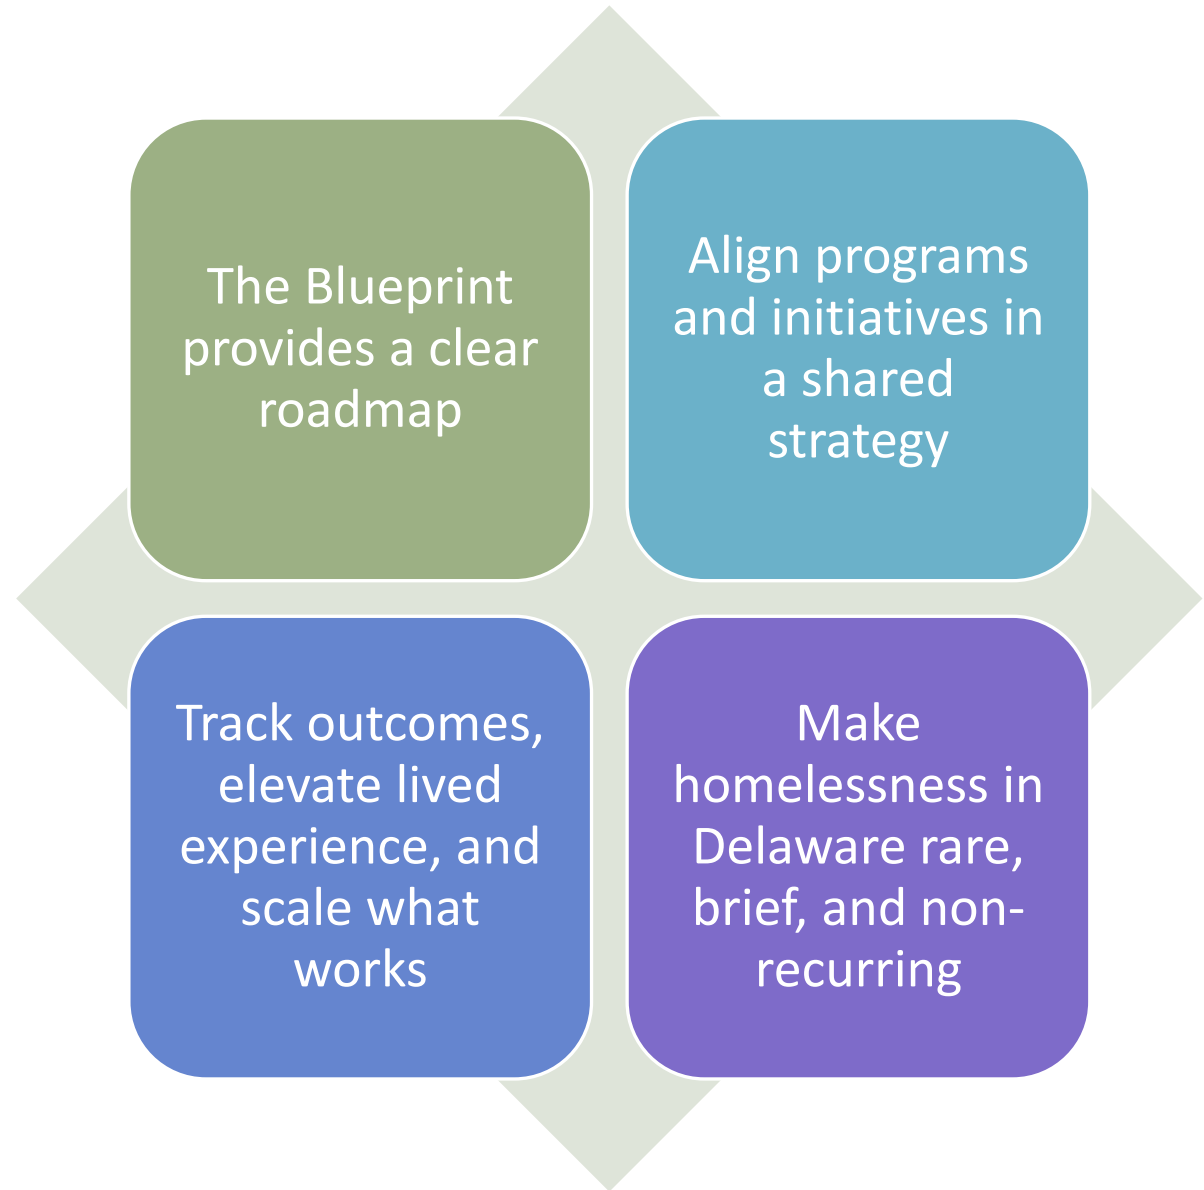 The Blueprint
provides a clear
roadmap
Align programs
and initiatives in
a shared
strategy
Track outcomes,
elevate lived
experience, and
scale what
works
Make
homelessness in
Delaware rare,
brief, and non-
recurring